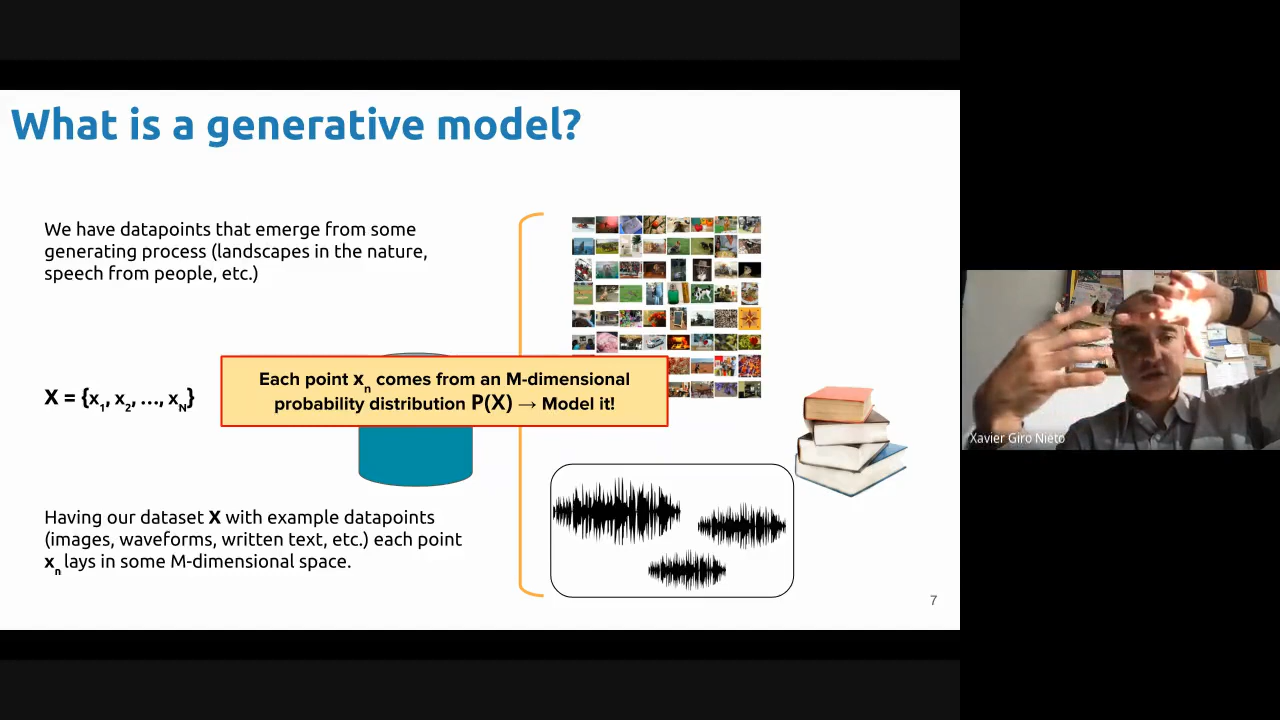 What is a generative model?
We have datapoints that emerge from some
generating process (landscapes in the nature,
speech from people, etc.)
X = {x1, x2, …, xN}
Each point xn comes from an M-dimensional
probability distribution P(X) → Model it!
Having our dataset X with example datapoints
(images, waveforms, written text, etc.) each point
xn lays in some M-dimensional space.
7
Xavier Giro Nieto